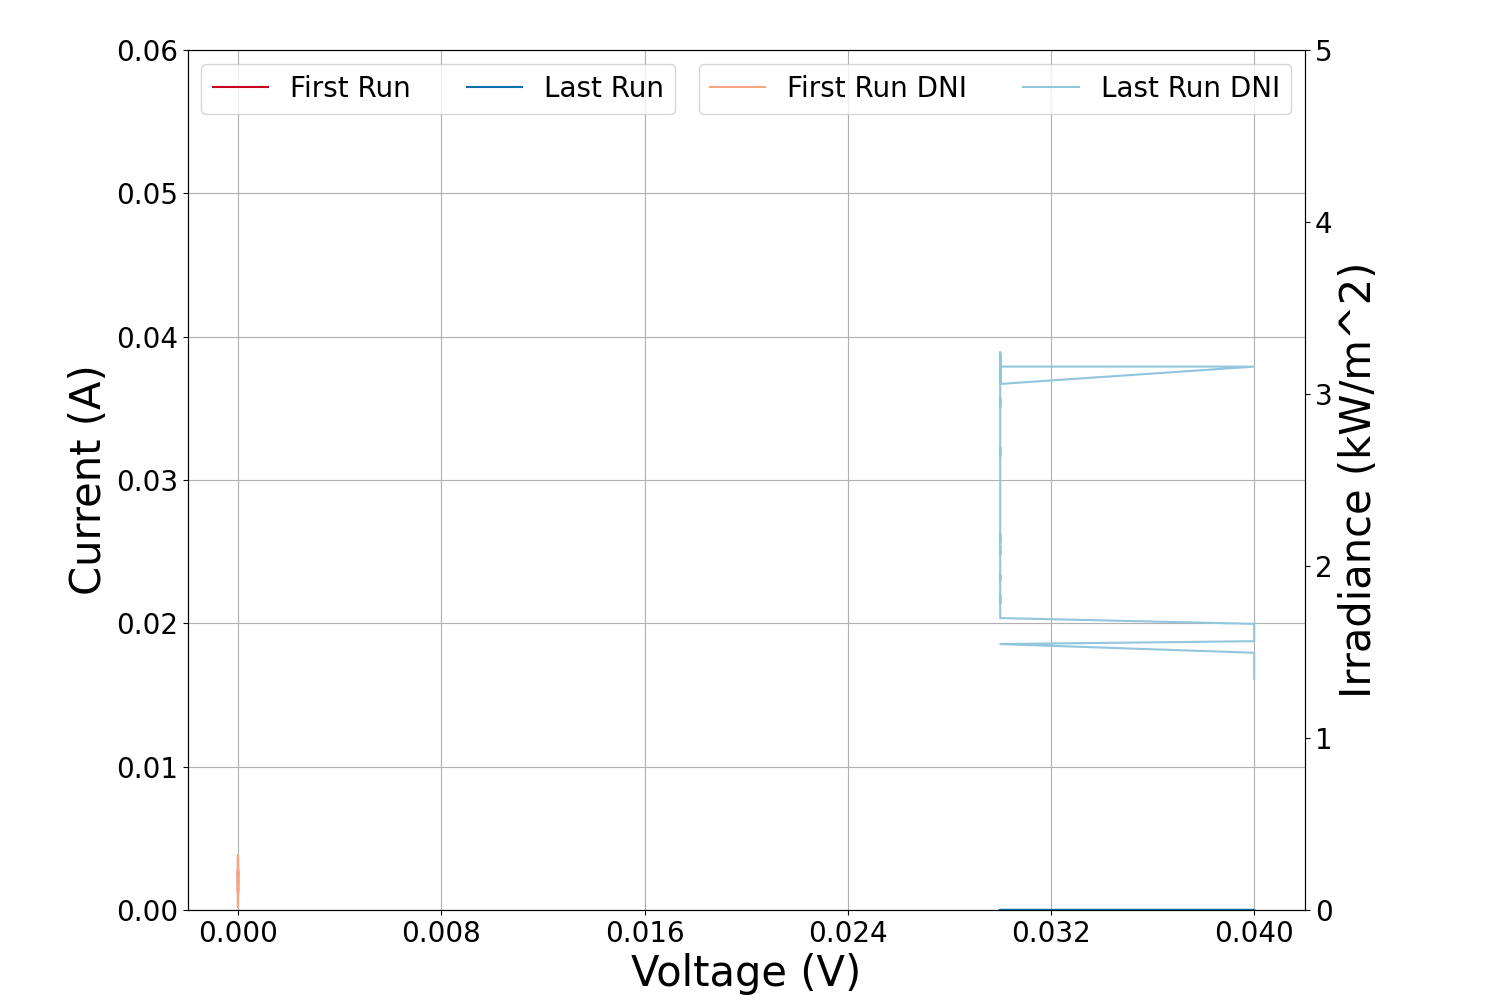 First Run
Last Run
First Run DNI
Last Run DNI
0.06
0.05
0.04
0.03
0.02
0.01
0.00
Current (A)
5
4
3
2
1
0
Irradiance (kW/m^2)
0.000
0.008
0.016
0.024
0.032
0.040
Voltage (V)